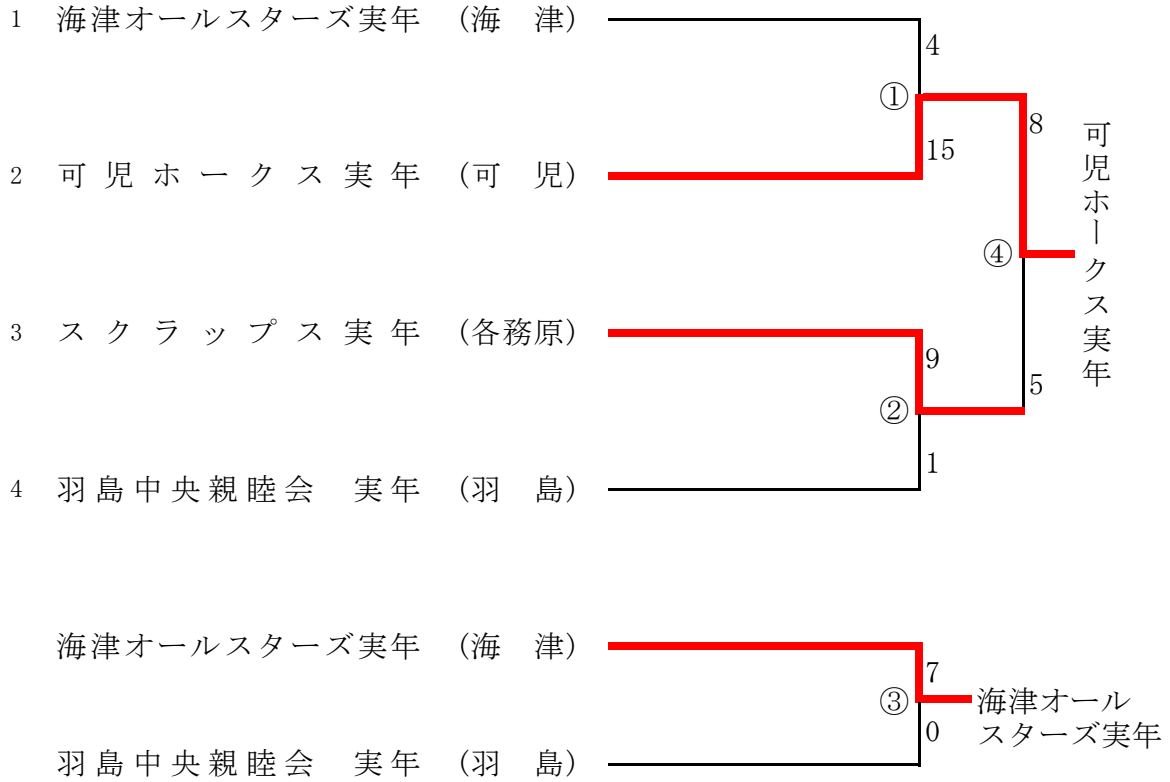 1 海津オールスターズ実年 (海 津)
4
①
8
15
2 可児ホークス実年 (可 児)
可児ホークス実年
④
3 スクラップス実年 (各務原)
9
5
②
1
4 羽島中央親睦会 実年 (羽 島)
海津オールスターズ実年 (海 津)
7
③
海津オール
スターズ実年
0
羽島中央親睦会 実年 (羽 島)